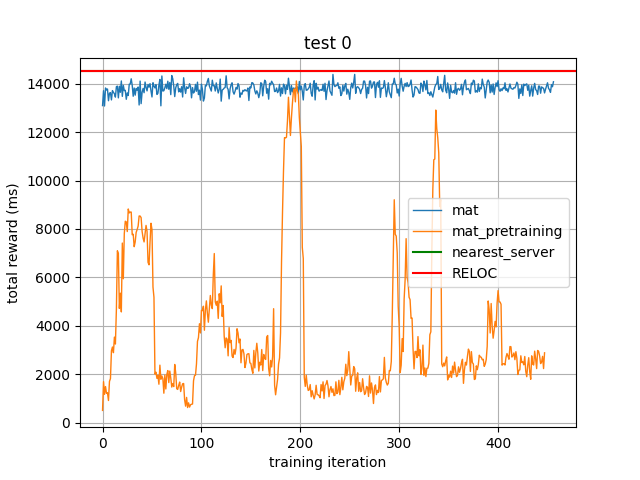 test 0
total reward (ms)
14000
12000
10000
8000
6000
4000
2000
0
mat
mat_pretraining
nearest_server
RELOC
0 100 200 300 400
training iteration